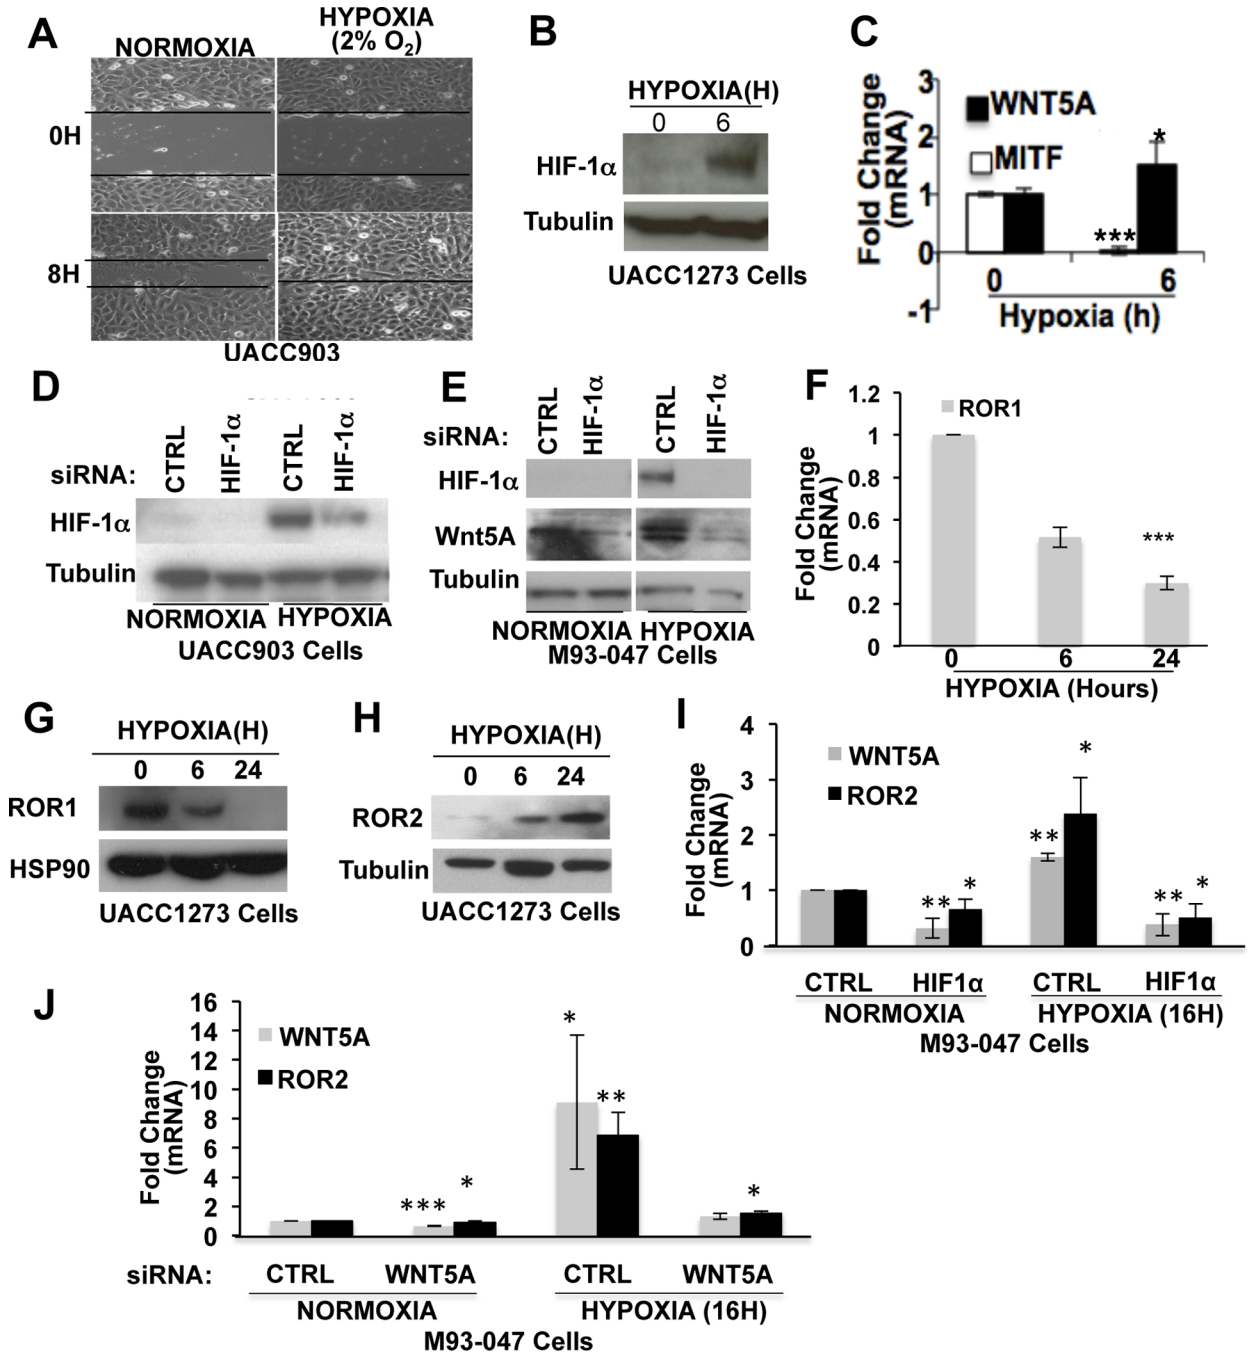 A
NORMOXIA
HYPOXIA
(2% O2)
0H
8H
UACC903
B
HYPOXIA(H)
0 6
HIF-1α
Tubulin
UACC1273 Cells
C
Fold Change
(mRNA)
3
2
1
0
-1
WNT5A
MITF
*
***
0 6
Hypoxia (h)
D
siRNA: CTRL HIF-1α CTRL HIF-1α
HIF-1α
Tubulin
NORMOXIA HYPOXIA
UACC903 Cells
E
siRNA: CTRL HIF-1α CTRL HIF-1α
HIF-1α
Wnt5A
Tubulin
NORMOXIA HYPOXIA
M93-047 Cells
F
Fold Change
(mRNA)
1.2
1
0.8
0.6
0.4
0.2
0
ROR1
***
0 6 24
HYPOXIA (Hours)
G
HYPOXIA(H)
0 6 24
ROR1
HSP90
UACC1273 Cells
H
HYPOXIA(H)
0 6 24
ROR2
Tubulin
UACC1273 Cells
I
Fold Change
(mRNA)
4
3
2
1
0
WNT5A
ROR2
** * ** * ** *
CTRL HIF1α CTRL HIF1α
NORMOXIA HYPOXIA (16H)
M93-047 Cells
J
Fold Change
(mRNA)
16
14
12
10
8
6
4
2
0
WNT5A
ROR2
*** * * ** *
siRNA: CTRL WNT5A CTRL WNT5A
NORMOXIA HYPOXIA (16H)
M93-047 Cells